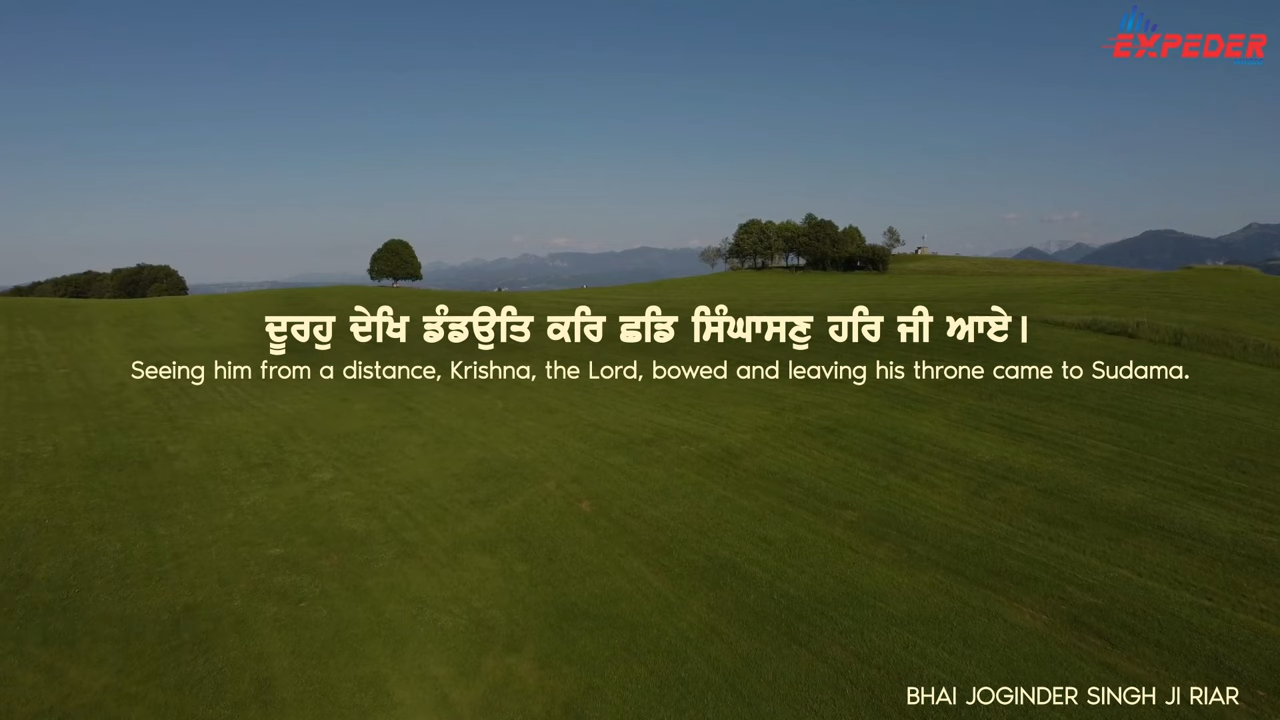 EXPEDER
ਦੂਰਹੁ ਦੇਖਿ ਡੰਡਉਤਿ ਕਰਿ ਛਡਿ ਸਿੰਘਾਸਣੁ ਹਰਿ ਜੀ ਆਏ।
Seeing him from a distance, Krishna, the Lord, bowed and leaving his throne came to Sudama.
BHAI JOGINDER SINGH JI RIAR